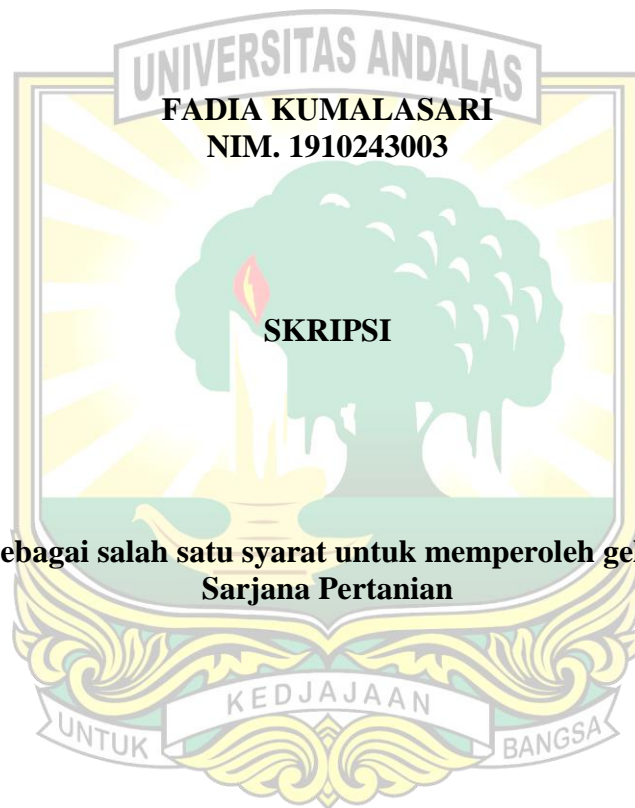 UNIVERSITAS ANDALAS
FADIA KUMALASARI
NIM. 1910243003
SKRIPSI
ebagai salah satu syarat untuk memperoleh gel
Sarjana Pertanian
UNTUK KEDJAJAAN BANGSA